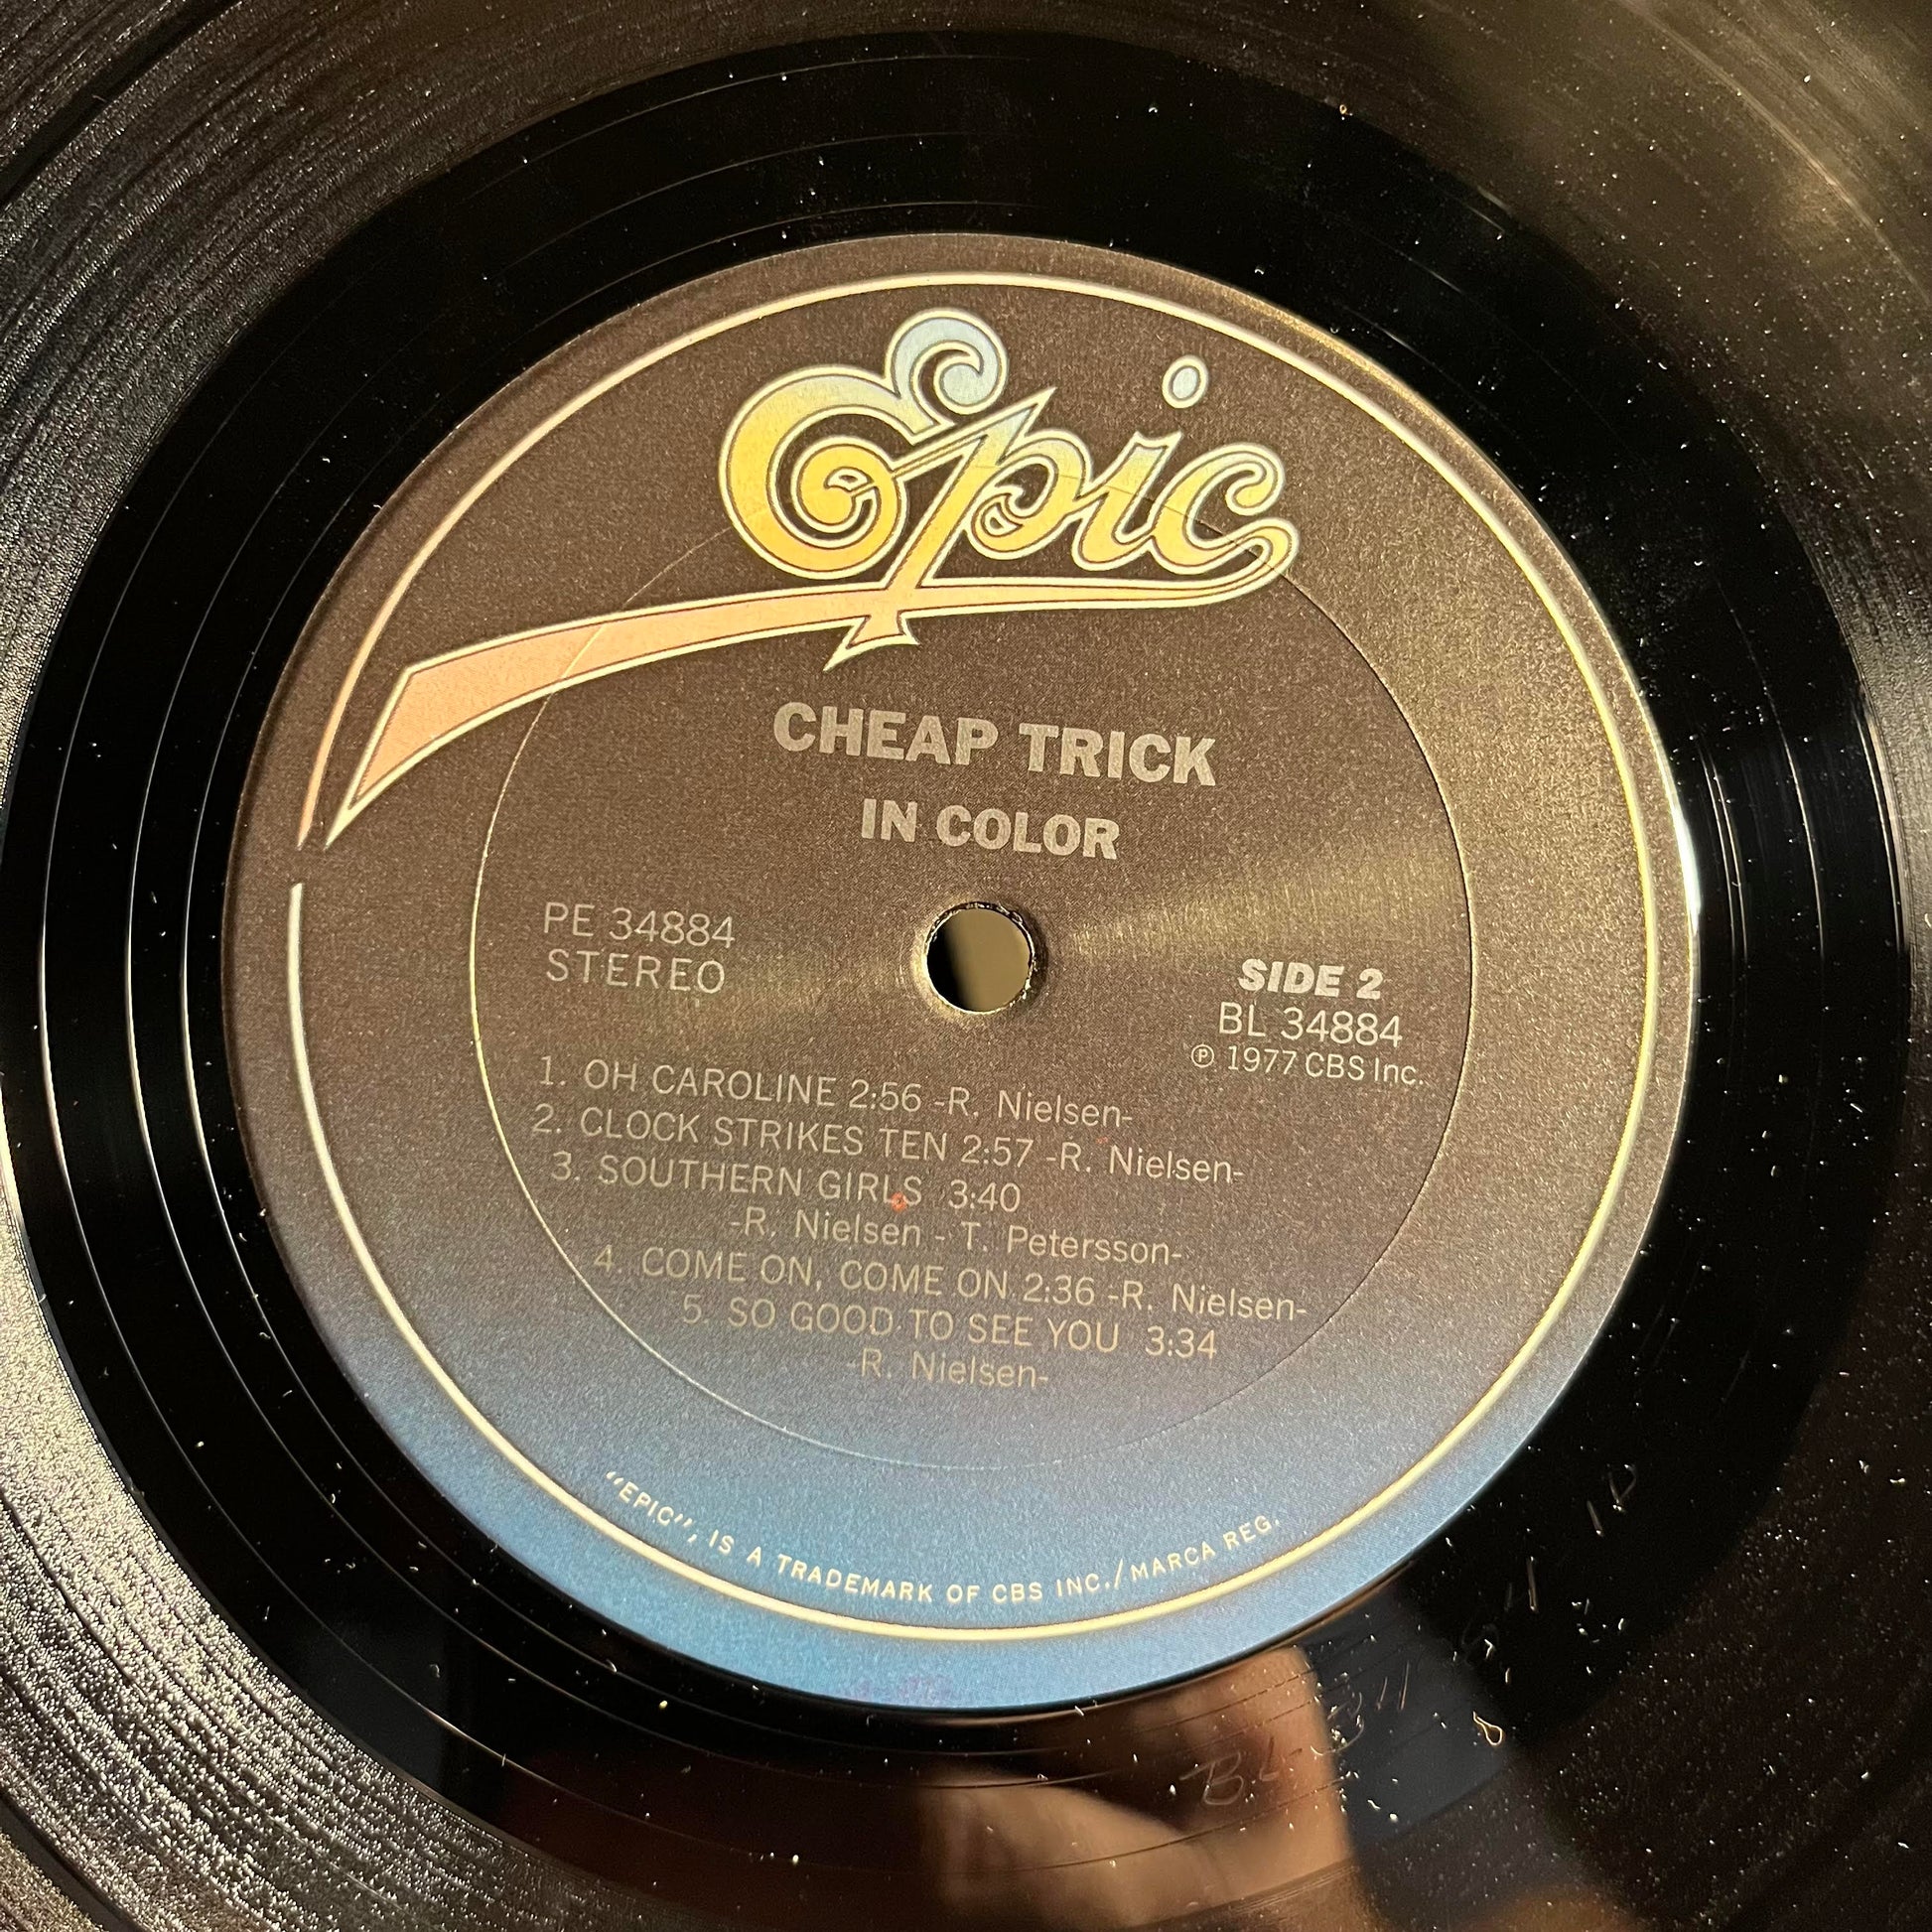 Epic
CHEAP TRICK
IN COLOR
PE 34884
STEREO
SIDE 2
BL 34884
Ⓟ 1977 CBS Inc.
1. OH CAROLINE 2:56 -R. Nielsen-
2. CLOCK STRIKES TEN 2:57 -R. Nielsen-
3. SOUTHERN GIRLS 3:40
-R. Nielsen - T. Petersson-
4. COME ON, COME ON 2:36 -R. Nielsen-
5. SO GOOD TO SEE YOU 3:34
-R. Nielsen-
"EPIC", IS A TRADEMARK OF CBS INC./MARCA REG.